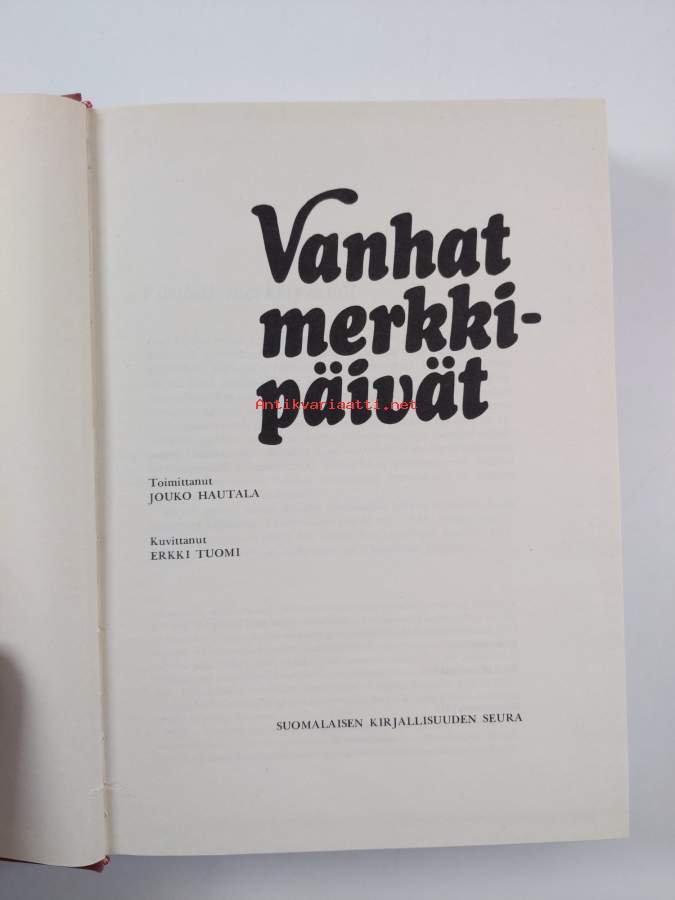 Vanhat
merkki-
päivät
Antikvariaatti.net
Toimittanut
JOUKO HAUTALA
Kuvittanut
ERKKI TUOMI
SUOMALAISEN KIRJALLISUUDEN SEURA